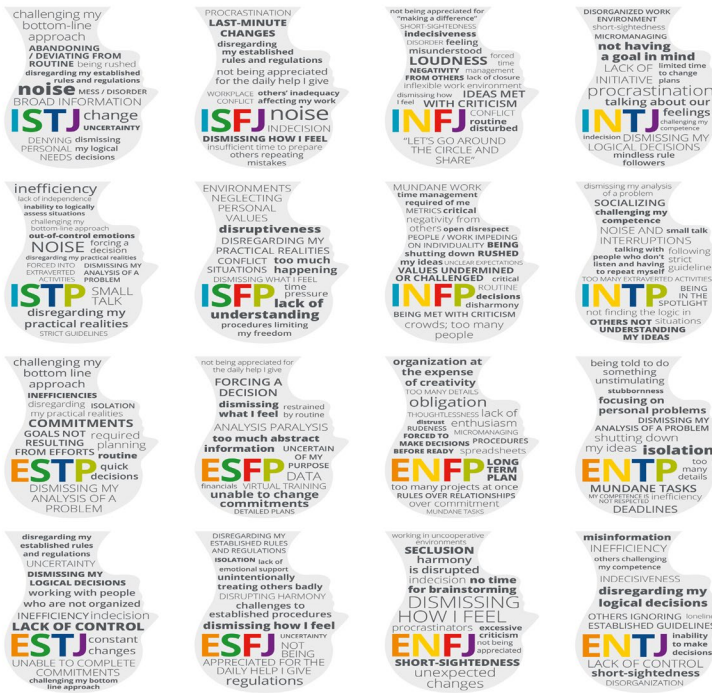 challenging my
bottom-line
approach
ABANDONING
/ DEVIATING FROM
ROUTINE being rushed
disregarding my established
rules and regulations
noise MESS / DISORDER
BROAD INFORMATION
ISTJ change
UNCERTAINTY
DENYING dismissing
PERSONAL my logical
NEEDS decisions
PROCRASTINATION
LAST-MINUTE
CHANGES
disregarding
my established
rules and regulations
not being appreciated
for the daily help I give
WORKPLACE others' inadequacy
CONFLICT affecting my work
ISFJ noise
INDECISION
DISMISSING HOW I FEEL
insufficient time to prepare
others repeating
mistakes
not being appreciated for
"making a difference"
SHORT-SIGHTEDNESS
indecisiveness
DISORDER feeling
misunderstood
LOUDNESS forced
time
NEGATIVITY management
FROM OTHERS lack of closure
inflexible work environment
dismissing how IDEAS MET
I feel WITH CRITICISM
INFJ CONFLICT
routine
disturbed
"LET'S GO AROUND
THE CIRCLE AND
SHARE"
DISORGANIZED WORK
ENVIRONMENT
short-sightedness
MICROMANAGING
not having
a goal in mind
LACK OF limited time
to change
INITIATIVE plans
procrastination
talking about our
INTJ feelings
challenging my
competence
indecision DISMISSING MY
LOGICAL DECISIONS
mindless rule
followers
inefficiency
lack of independence
inability to logically
assess situations
challenging my
bottom-line approach
out-of-control emotions
NOISE forcing a
decision
disregarding my practical realities
FORCED INTO DISMISSING MY
EXTRAVERTED ANALYSIS OF A
ACTIVITIES PROBLEM
ISTP SMALL
TALK
disregarding my
practical realities
STRICT GUIDELINES
ENVIRONMENTS
NEGLECTING
PERSONAL
VALUES
disruptiveness
DISREGARDING MY
PRACTICAL REALITIES
CONFLICT too much
SITUATIONS happening
DISMISSING WHAT I FEEL
ISFP time
pressure
lack of
understanding
procedures limiting
my freedom
MUNDANE WORK
time management
required of me
METRICS critical
negativity from
others open disrespect
PEOPLE / WORK IMPEDING
ON INDIVIDUALITY BEING
shutting down RUSHED
my ideas UNCLEAR EXPECTATIONS
VALUES UNDERMINED
OR CHALLENGED critical
INFP ROUTINE
decisions
disharmony
BEING MET WITH CRITICISM
crowds; too many
people
dismissing my analysis
of a problem
SOCIALIZING
challenging my
competence
NOISE AND small talk
INTERRUPTIONS
talking with following
people who don't strict
listen and having guideline
to repeat myself
TOO MANY EXTRAVERTED ACTIVITIES
INTP BEING
IN THE
SPOTLIGHT
not finding the logic in
OTHERS NOT situations
UNDERSTANDING
MY IDEAS
challenging my
bottom line
approach
INEFFICIENCIES
disregarding ISOLATION
my practical realities
COMMITMENTS
GOALS NOT required
RESULTING planning
FROM EFFORTS routine
ESTP quick
decisions
DISMISSING MY
ANALYSIS OF A
PROBLEM
not being appreciated for
the daily help I give
FORCING A
DECISION
dismissing restrained
what I feel by routine
ANALYSIS PARALYSIS
too much abstract
information UNCERTAIN
OF MY
ESFP PURPOSE
DATA
financials VIRTUAL TRAINING
unable to change
commitments
DETAILED PLANS
organization at
the expense
of creativity
TOO MANY DETAILS
obligation
THOUGHTLESSNESS lack of
distrust enthusiasm
RUDENESS MICROMANAGING
FORCED TO
MAKE DECISIONS PROCEDURES
BEFORE READY spreadsheets
ENFP LONG
TERM
PLAN
too many projects at once
RULES OVER RELATIONSHIPS
over commitment
MUNDANE TASKS
being told to do
something
unstimulating
stubbornness
focusing on
personal problems
DISMISSING MY
ANALYSIS OF A PROBLEM
shutting down
my ideas isolation
ENTP too
many
details
MUNDANE TASKS
MY COMPETENCE IS inefficiency
NOT RESPECTED
DEADLINES
disregarding my
established rules
and regulations
UNCERTAINTY
DISMISSING MY
LOGICAL DECISIONS
working with people
who are not organized
INEFFICIENCY indecision
LACK OF CONTROL
ESTJ constant
changes
UNABLE TO COMPLETE
COMMITMENTS
challenging my bottom
line approach
DISREGARDING MY
ESTABLISHED RULES
AND REGULATIONS
ISOLATION lack of
emotional support
unintentionally
treating others badly
DISRUPTING HARMONY
challenges to
established procedures
dismissing how I feel
ESFJ UNCERTAINTY
NOT
BEING
APPRECIATED FOR THE
DAILY HELP I GIVE
regulations
working in uncooperative
environments
SECLUSION
harmony
is disrupted
indecision no time
for brainstorming
DISMISSING
HOW I FEEL
procrastinators excessive
criticism
ENFJ not being
appreciated
SHORT-SIGHTEDNESS
unexpected
changes
misinformation
INEFFICIENCY
others challenging
my competence
INDECISIVENESS
disregarding my
logical decisions
OTHERS IGNORING
ESTABLISHED GUIDELINES
ENTJ inability
to make
decisions
LACK OF CONTROL
short-sightedness
DISORGANIZATION